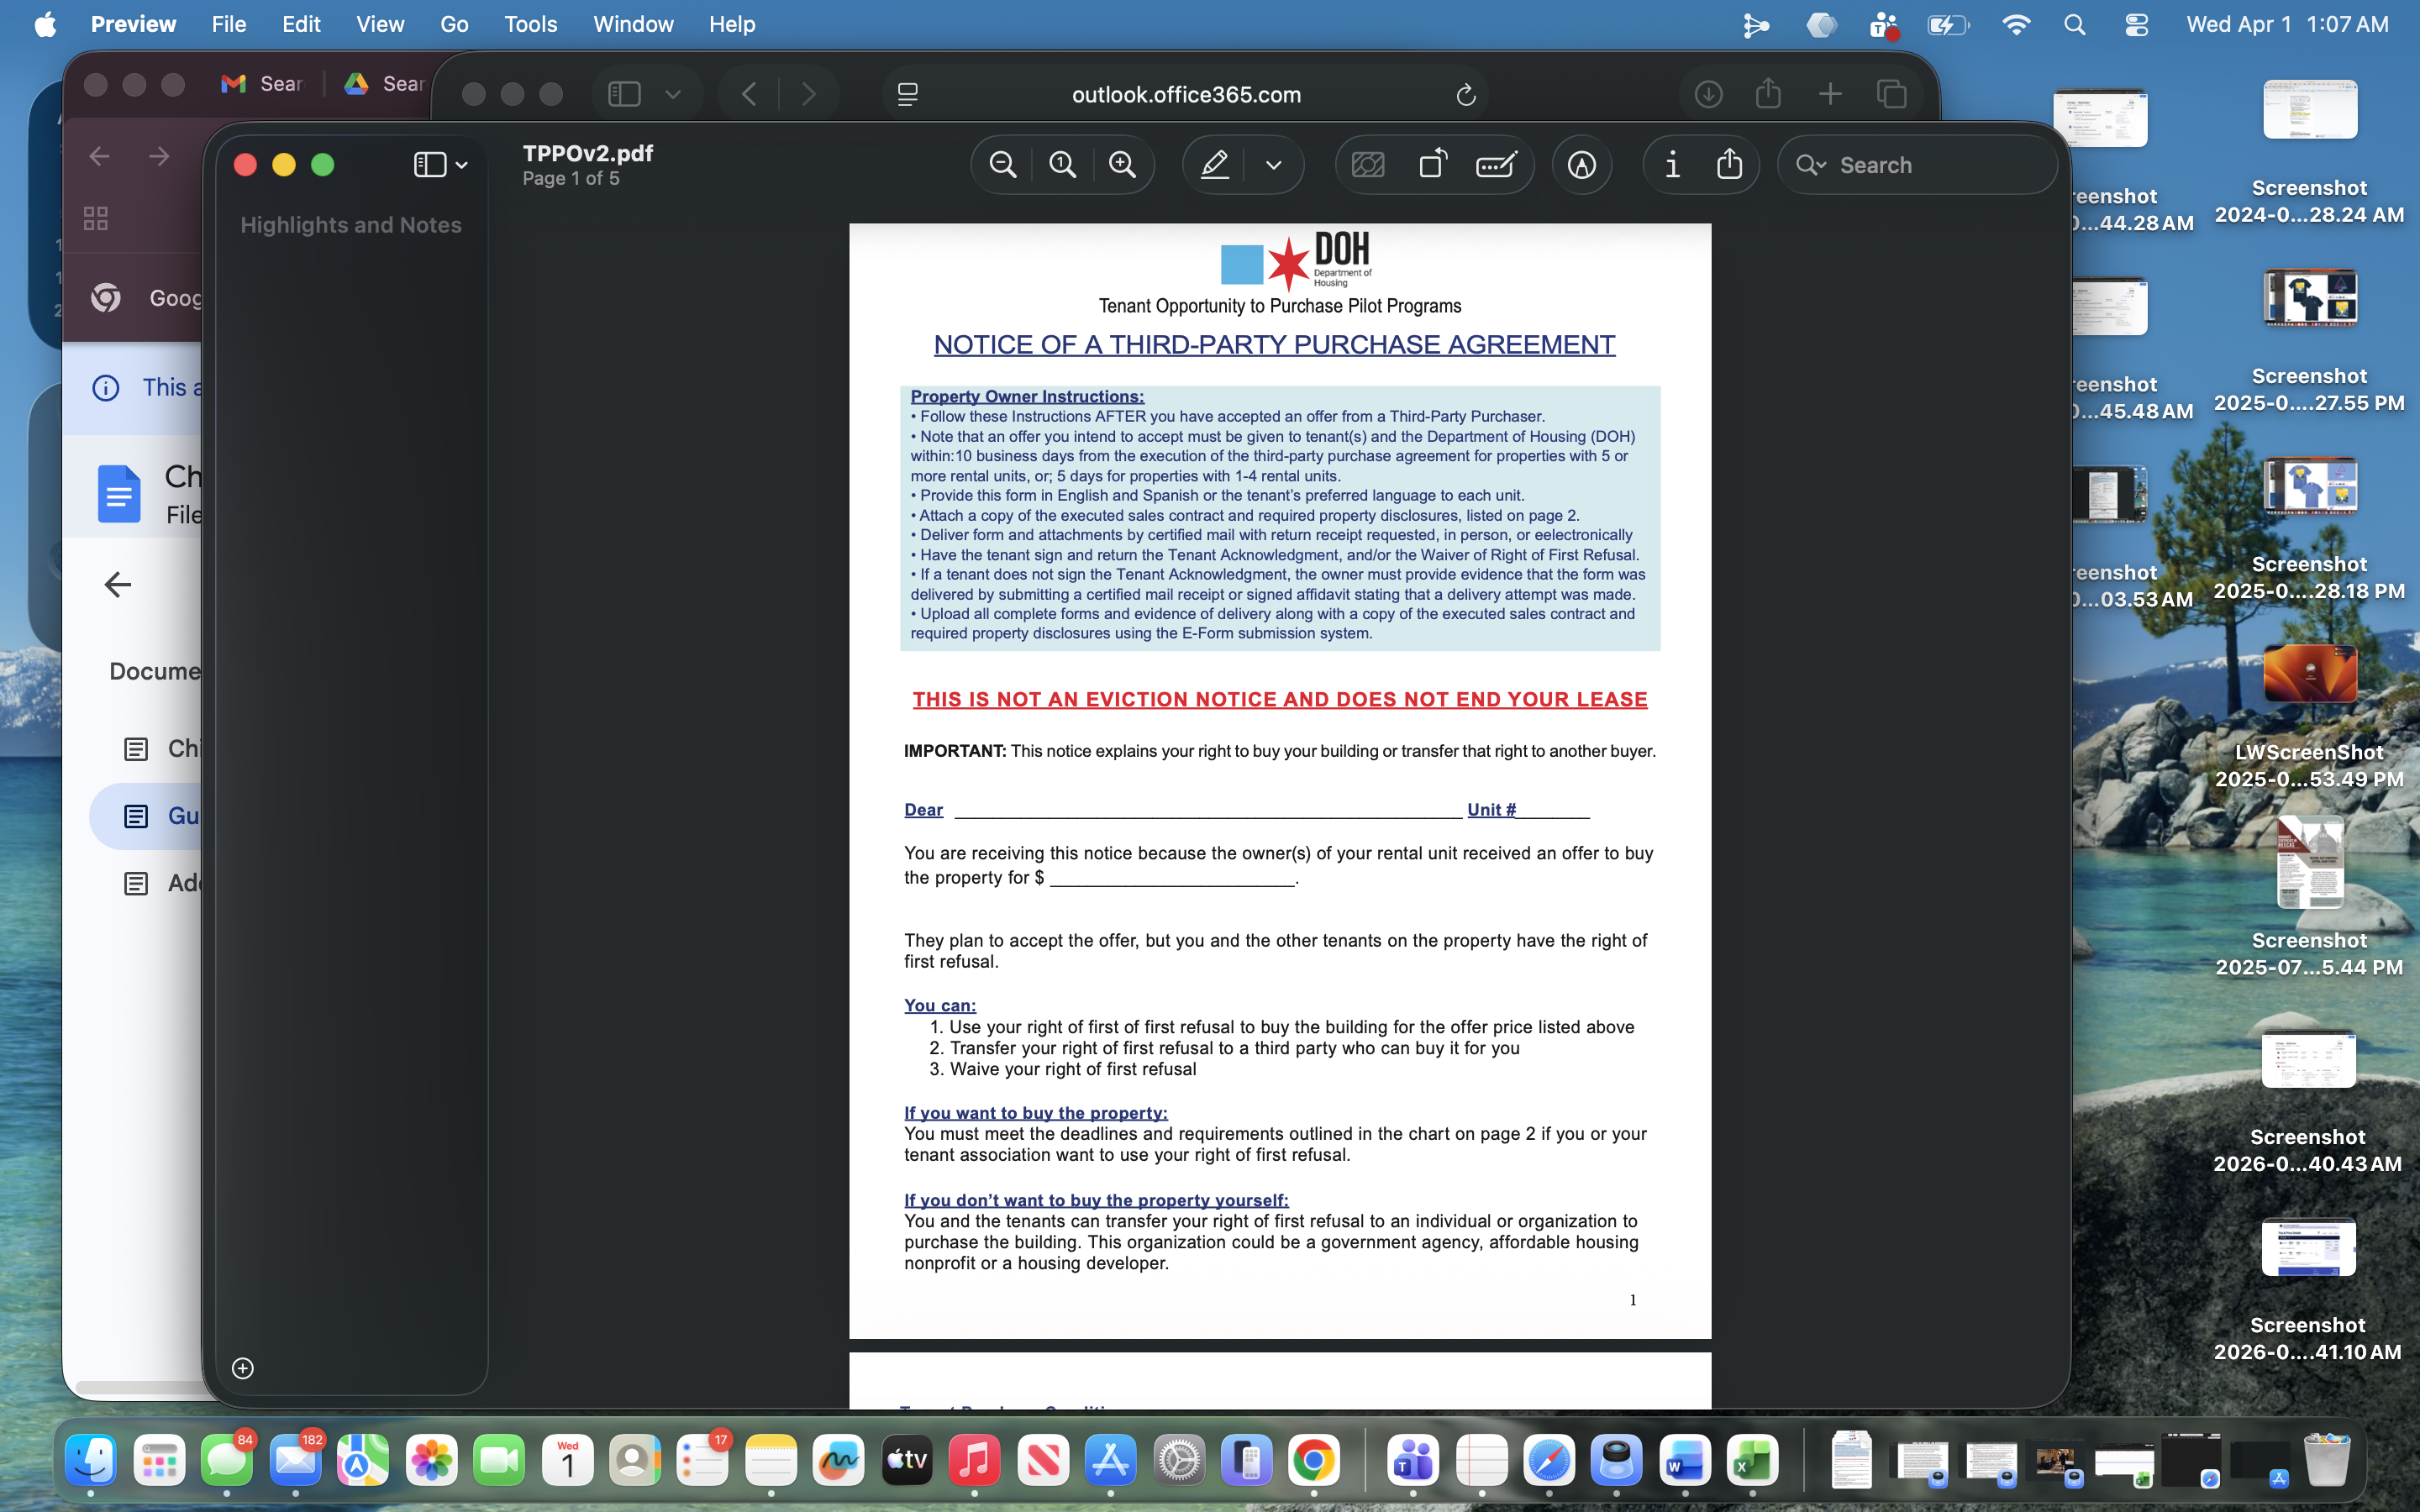 Preview File Edit View Go Tools Window Help
Wed Apr 1 1:07 AM
Sear
Sear
outlook.office365.com
TPPOv2.pdf
Page 1 of 5
Search
Highlights and Notes
Goog
This a
Ch
File
Docume
Chi
Gu
Ado
DOH
Department of
Housing
Tenant Opportunity to Purchase Pilot Programs
NOTICE OF A THIRD-PARTY PURCHASE AGREEMENT
Property Owner Instructions:
• Follow these Instructions AFTER you have accepted an offer from a Third-Party Purchaser.
• Note that an offer you intend to accept must be given to tenant(s) and the Department of Housing (DOH)
within:10 business days from the execution of the third-party purchase agreement for properties with 5 or
more rental units, or; 5 days for properties with 1-4 rental units.
• Provide this form in English and Spanish or the tenant's preferred language to each unit.
• Attach a copy of the executed sales contract and required property disclosures, listed on page 2.
• Deliver form and attachments by certified mail with return receipt requested, in person, or eelectronically
• Have the tenant sign and return the Tenant Acknowledgment, and/or the Waiver of Right of First Refusal.
• If a tenant does not sign the Tenant Acknowledgment, the owner must provide evidence that the form was
delivered by submitting a certified mail receipt or signed affidavit stating that a delivery attempt was made.
• Upload all complete forms and evidence of delivery along with a copy of the executed sales contract and
required property disclosures using the E-Form submission system.
THIS IS NOT AN EVICTION NOTICE AND DOES NOT END YOUR LEASE
IMPORTANT: This notice explains your right to buy your building or transfer that right to another buyer.
Dear Unit #
You are receiving this notice because the owner(s) of your rental unit received an offer to buy
the property for $ .
They plan to accept the offer, but you and the other tenants on the property have the right of
first refusal.
You can:
1. Use your right of first of first refusal to buy the building for the offer price listed above
2. Transfer your right of first refusal to a third party who can buy it for you
3. Waive your right of first refusal
If you want to buy the property:
You must meet the deadlines and requirements outlined in the chart on page 2 if you or your
tenant association want to use your right of first refusal.
If you don't want to buy the property yourself:
You and the tenants can transfer your right of first refusal to an individual or organization to
purchase the building. This organization could be a government agency, affordable housing
nonprofit or a housing developer.
1
reenshot
0...44.28 AM
reenshot
0...45.48 AM
reenshot
0...03.53 AM
Screenshot
2024-0...28.24 AM
Screenshot
2025-0....27.55 PM
Screenshot
2025-0....28.18 PM
LWScreenShot
2025-0...53.49 PM
Screenshot
2025-07...5.44 PM
Screenshot
2026-0...40.43 AM
Screenshot
2026-0....41.10 AM
84
182
Wed
1
17
tv
T
W
X